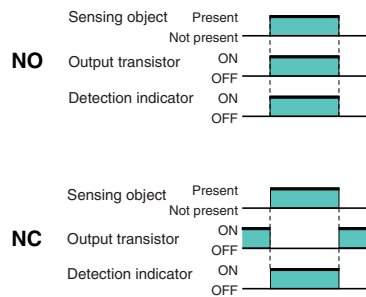 Sensing object Present
Not present
NO Output transistor ON
OFF
Detection indicator ON
OFF
Sensing object Present
Not present
NC Output transistor ON
OFF
Detection indicator ON
OFF